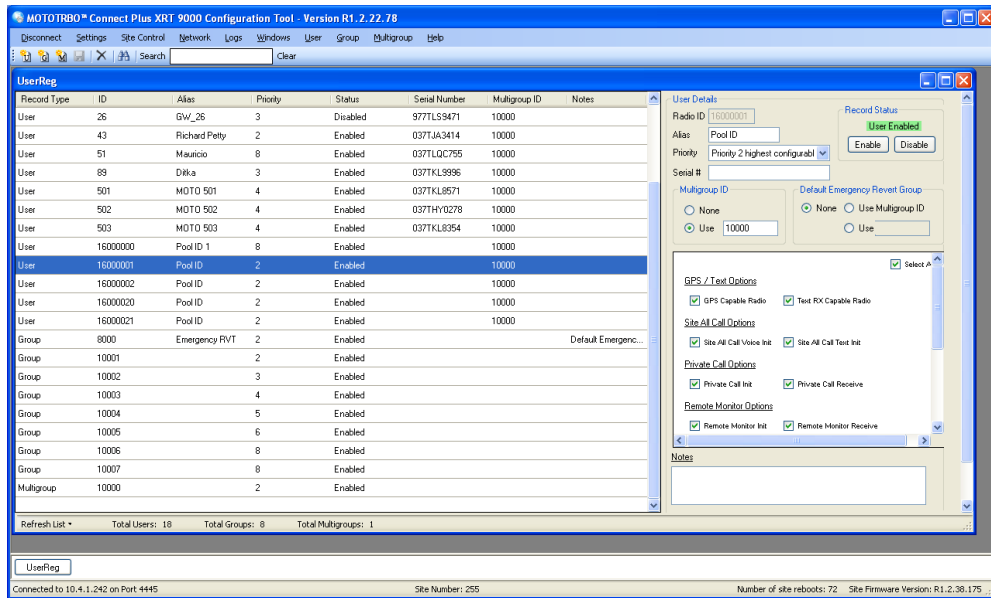 MOTOTRBO™ Connect Plus XRT 9000 Configuration Tool - Version R1.2.22.78
Disconnect Settings Site Control Network Logs Windows User Group Multigroup Help
Search Clear
UserReg
Record Type ID Alias Priority Status Serial Number Multigroup ID Notes
User 26 GW_26 3 Disabled 977TLS9471 10000
User 43 Richard Petty 2 Enabled 037TJA3414 10000
User 51 Mauricio 8 Enabled 037TLQC755 10000
User 89 Ditka 3 Enabled 037TKL9996 10000
User 501 MOTO 501 4 Enabled 037TKL8571 10000
User 502 MOTO 502 4 Enabled 037THY0278 10000
User 503 MOTO 503 4 Enabled 037TKL8354 10000
User 16000000 Pool ID 1 8 Enabled 10000
User 16000001 Pool ID 2 Enabled 10000
User 16000002 Pool ID 2 Enabled 10000
User 16000020 Pool ID 2 Enabled 10000
User 16000021 Pool ID 2 Enabled 10000
Group 8000 Emergency RVT 2 Enabled Default Emergenc...
Group 10001 2 Enabled
Group 10002 3 Enabled
Group 10003 4 Enabled
Group 10004 5 Enabled
Group 10005 6 Enabled
Group 10006 8 Enabled
Group 10007 8 Enabled
Multigroup 10000 2 Enabled
Refresh List Total Users: 18 Total Groups: 8 Total Multigroups: 1
User Details
Radio ID 16000001
Alias Pool ID
Priority Priority 2 highest configurabl
Serial #
Record Status
User Enabled
Enable Disable
Multigroup ID
None
Use 10000
Default Emergency Revert Group
None Use Multigroup ID
Use
Select A
GPS / Text Options
GPS Capable Radio Text RX Capable Radio
Site All Call Options
Site All Call Voice Init Site All Call Text Init
Private Call Options
Private Call Init Private Call Receive
Remote Monitor Options
Remote Monitor Init Remote Monitor Receive
Notes
UserReg
Connected to 10.4.1.242 on Port 4445 Site Number: 255 Number of site reboots: 72 Site Firmware Version: R1.2.38.175